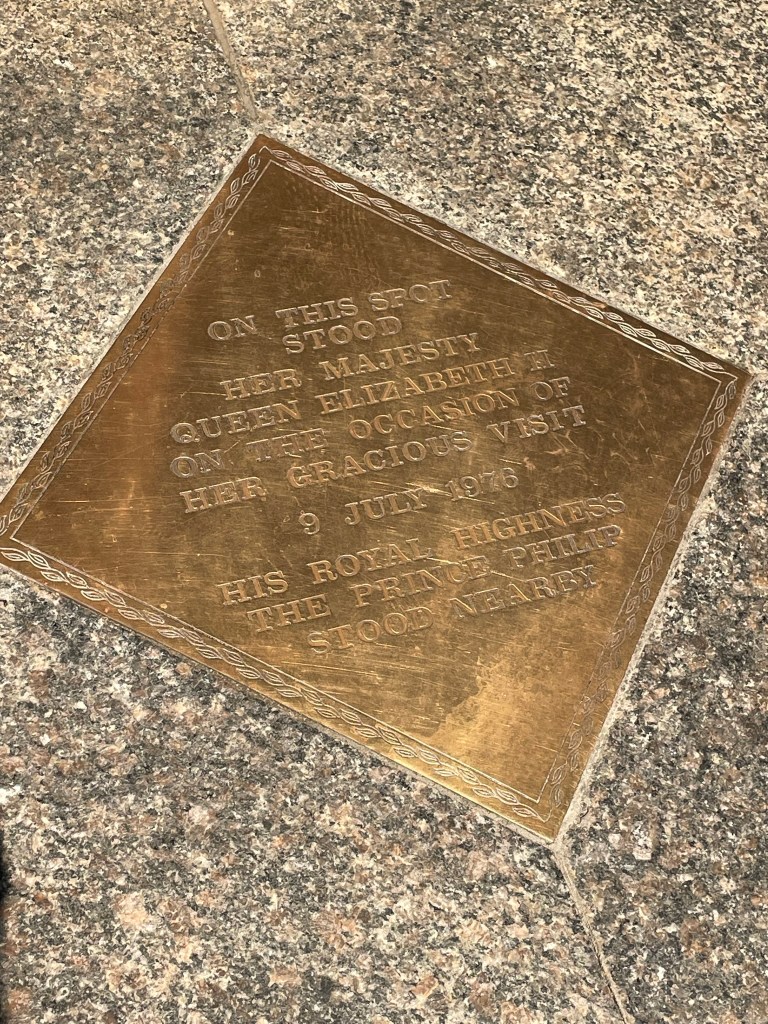 ON THIS SPOT
STOOD
HER MAJESTY
QUEEN ELIZABETH II
ON THE OCCASION OF
HER GRACIOUS VISIT
9 JULY 1976
HIS ROYAL HIGHNESS
THE PRINCE PHILIP
STOOD NEARBY